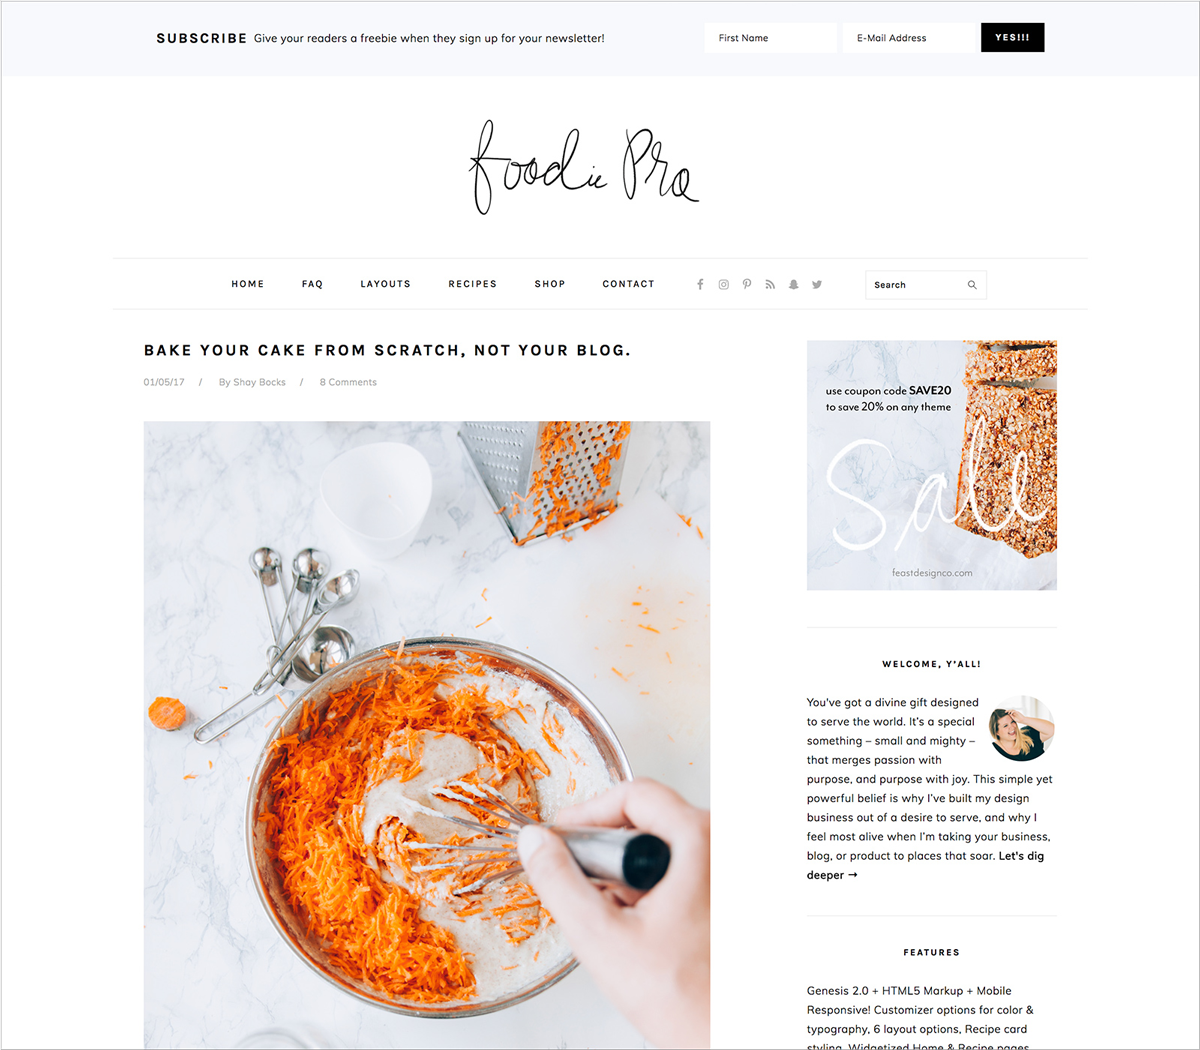 SUBSCRIBE Give your readers a freebie when they sign up for your newsletter!
First Name
E-Mail Address
YES!!!
foodie Pro
HOME
FAQ
LAYOUTS
RECIPES
SHOP
CONTACT
Search
BAKE YOUR CAKE FROM SCRATCH, NOT YOUR BLOG.
01/05/17 / By Shay Bocks / 8 Comments
use coupon code SAVE20
to save 20% on any theme
Sale
feastdesignco.com
WELCOME, Y'ALL!
You've got a divine gift designed
to serve the world. It's a special
something – small and mighty –
that merges passion with
purpose, and purpose with joy. This simple yet
powerful belief is why I've built my design
business out of a desire to serve, and why I
feel most alive when I'm taking your business,
blog, or product to places that soar. Let's dig
deeper →
FEATURES
Genesis 2.0 + HTML5 Markup + Mobile
Responsive! Customizer options for color &
typography, 6 layout options, Recipe card
styling, Widgetized Home & Recipe pages